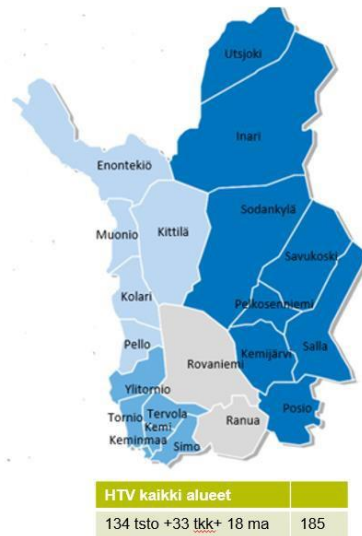 Utsjoki
Inari
Enontekiö
Sodankylä
Muonio
Kittilä
Savukoski
Kolari
Pelkosenniemi
Pello
Kemijärvi
Salla
Rovaniemi
Ylitornio
Posio
Tornio
Tervola
Ranua
Kemi
Keminmaa
Simo
HTV kaikki alueet
134 tsto +33 tkk+ 18 ma 185